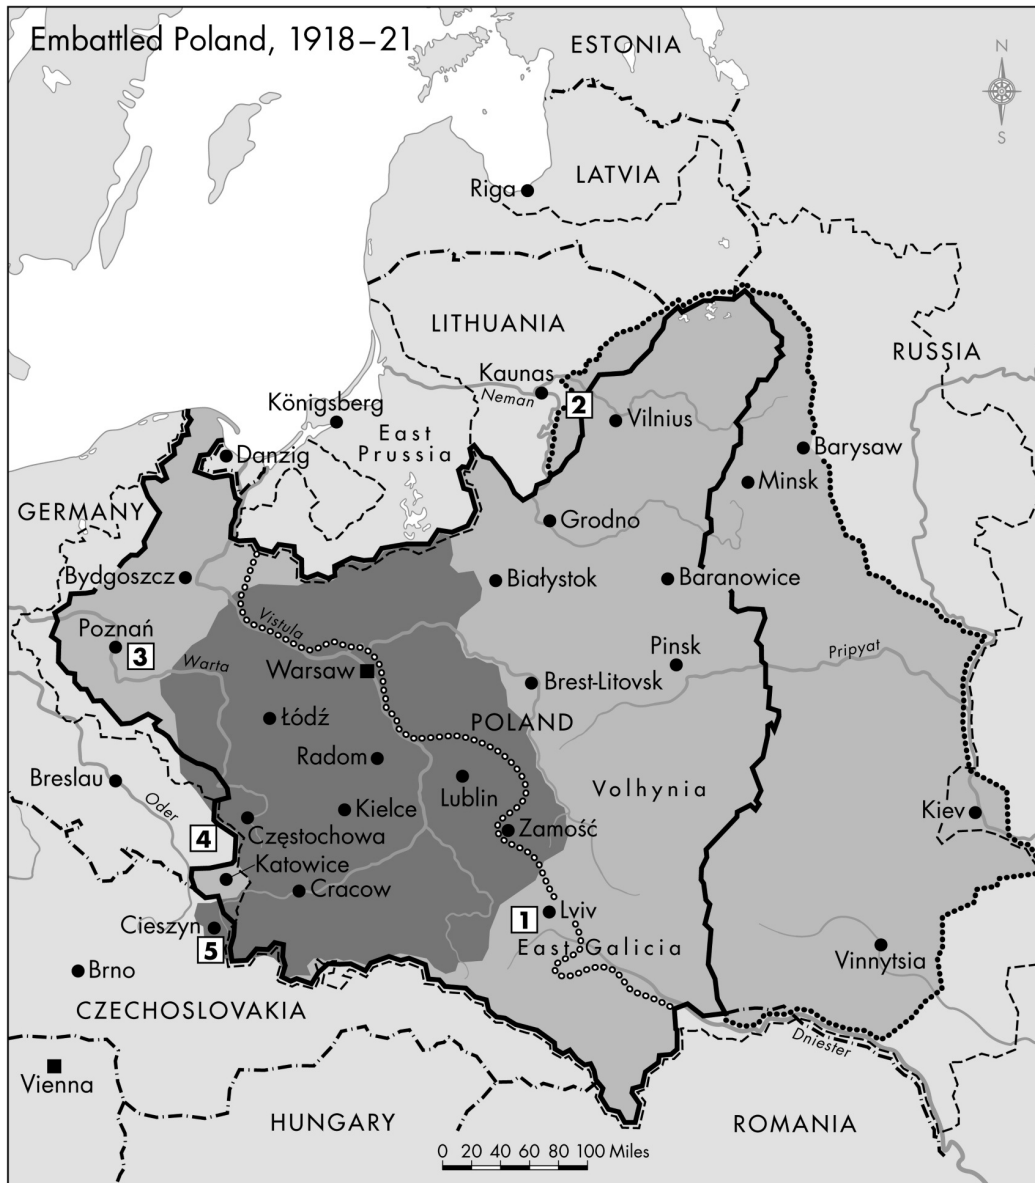 Embattled Poland, 1918–21
ESTONIA
N
S
LATVIA
Riga
LITHUANIA
RUSSIA
Kaunas
Neman
2
Vilnius
Königsberg
East
Prussia
Danzig
Barysaw
Minsk
GERMANY
Grodno
Bydgoszcz
Białystok
Baranowice
Vistula
Poznań
3
Warta
Warsaw
Pinsk
Pripyat
Brest-Litovsk
Łódź
POLAND
Radom
Breslau
Lublin
Volhynia
Oder
Kielce
Kiev
4
Częstochowa
Zamość
Katowice
Cracow
1
Lviv
Cieszyn
5
East Galicia
Vinnytsia
Brno
CZECHOSLOVAKIA
Dniester
Vienna
HUNGARY
ROMANIA
0 20 40 60 80 100 Miles